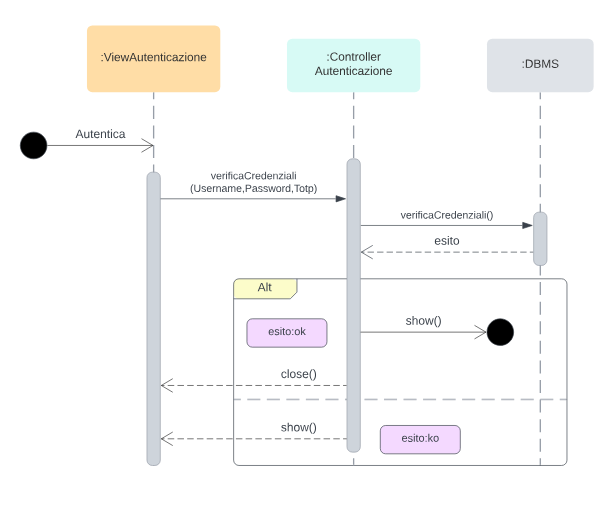 :ViewAutenticazione
:Controller
Autenticazione
:DBMS
Autentica
verificaCredenziali
(Username,Password,Totp)
verificaCredenziali()
esito
Alt
esito:ok
show()
close()
show()
esito:ko